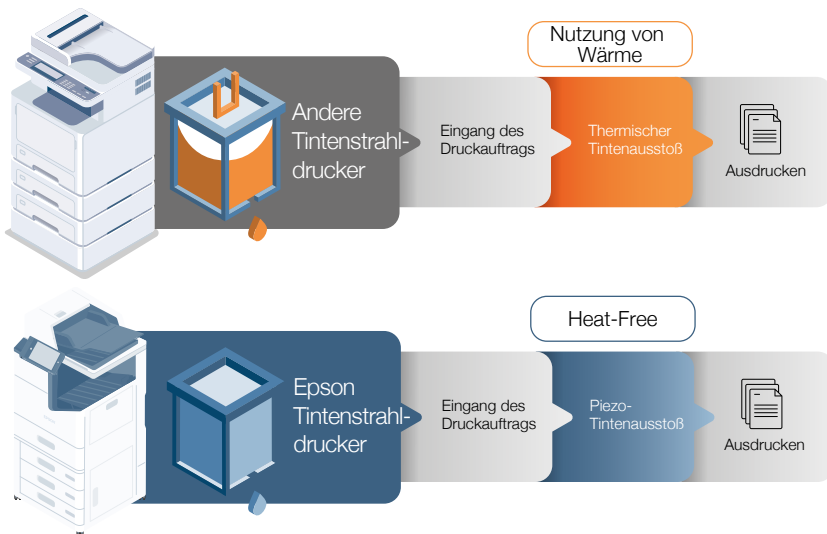 Nutzung von
Wärme
Andere
Tintenstrahl-
drucker
Eingang des
Druckauftrags
Thermischer
Tintenausstoß
Ausdrucken
Heat-Free
Epson
Tintenstrahl-
drucker
Eingang des
Druckauftrags
Piezo-
Tintenausstoß
Ausdrucken